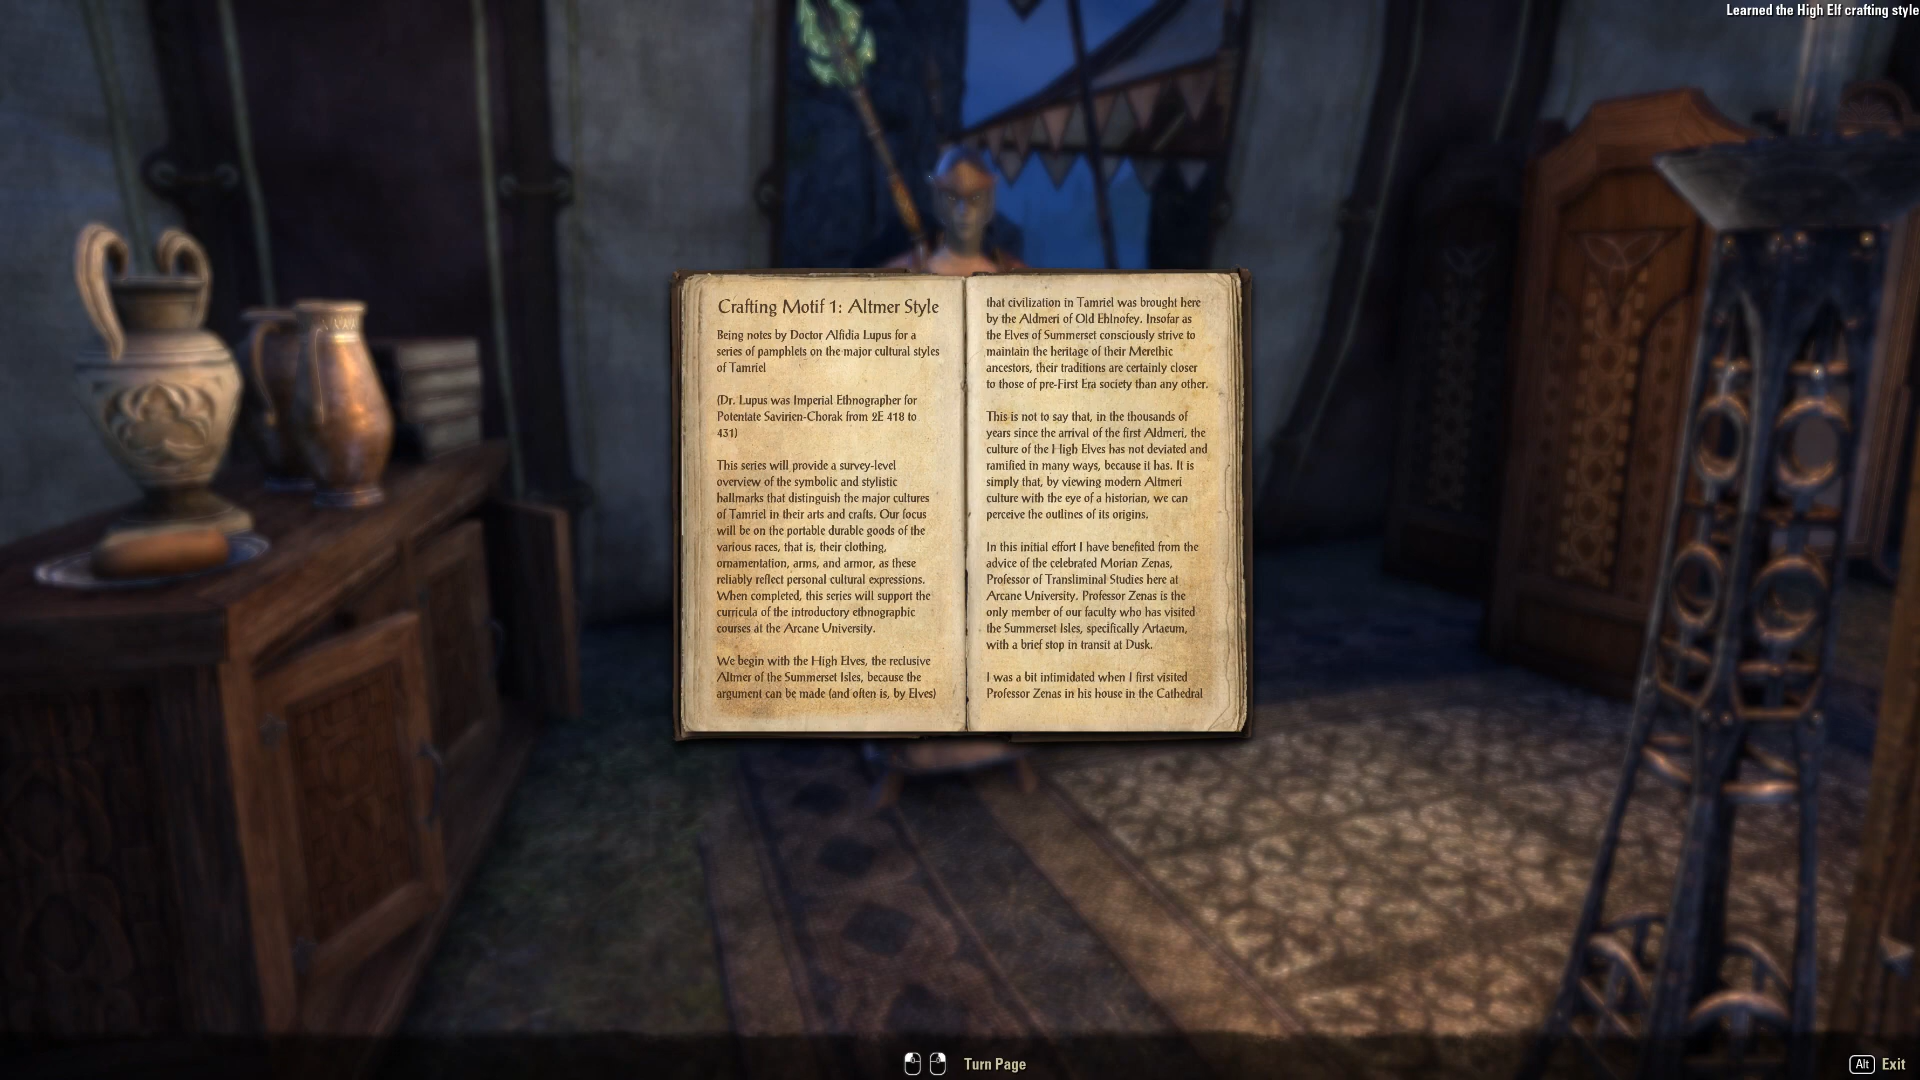 Learned the High Elf crafting style
Crafting Motif 1: Altmer Style
Being notes by Doctor Alfidia Lupus for a
series of pamphlets on the major cultural styles
of Tamriel
(Dr. Lupus was Imperial Ethnographer for
Potentate Savirien-Chorak from 2E 418 to
431)
This series will provide a survey-level
overview of the symbolic and stylistic
hallmarks that distinguish the major cultures
of Tamriel in their arts and crafts. Our focus
will be on the portable durable goods of the
various races, that is, their clothing,
ornamentation, arms, and armor, as these
reliably reflect personal cultural expressions.
When completed, this series will support the
curricula of the introductory ethnographic
courses at the Arcane University.
We begin with the High Elves, the reclusive
Altmer of the Summerset Isles, because the
argument can be made (and often is, by Elves)
that civilization in Tamriel was brought here
by the Aldmeri of Old Ehlnofey. Insofar as
the Elves of Summerset consciously strive to
maintain the heritage of their Merethic
ancestors, their traditions are certainly closer
to those of pre-First Era society than any other.
This is not to say that, in the thousands of
years since the arrival of the first Aldmeri, the
culture of the High Elves has not deviated and
ramified in many ways, because it has. It is
simply that, by viewing modern Altmeri
culture with the eye of a historian, we can
perceive the outlines of its origins.
In this initial effort I have benefited from the
advice of the celebrated Morian Zenas,
Professor of Transliminal Studies here at
Arcane University. Professor Zenas is the
only member of our faculty who has visited
the Summerset Isles, specifically Artaeum,
with a brief stop in transit at Dusk.
I was a bit intimidated when I first visited
Professor Zenas in his house in the Cathedral
Turn Page
Alt Exit